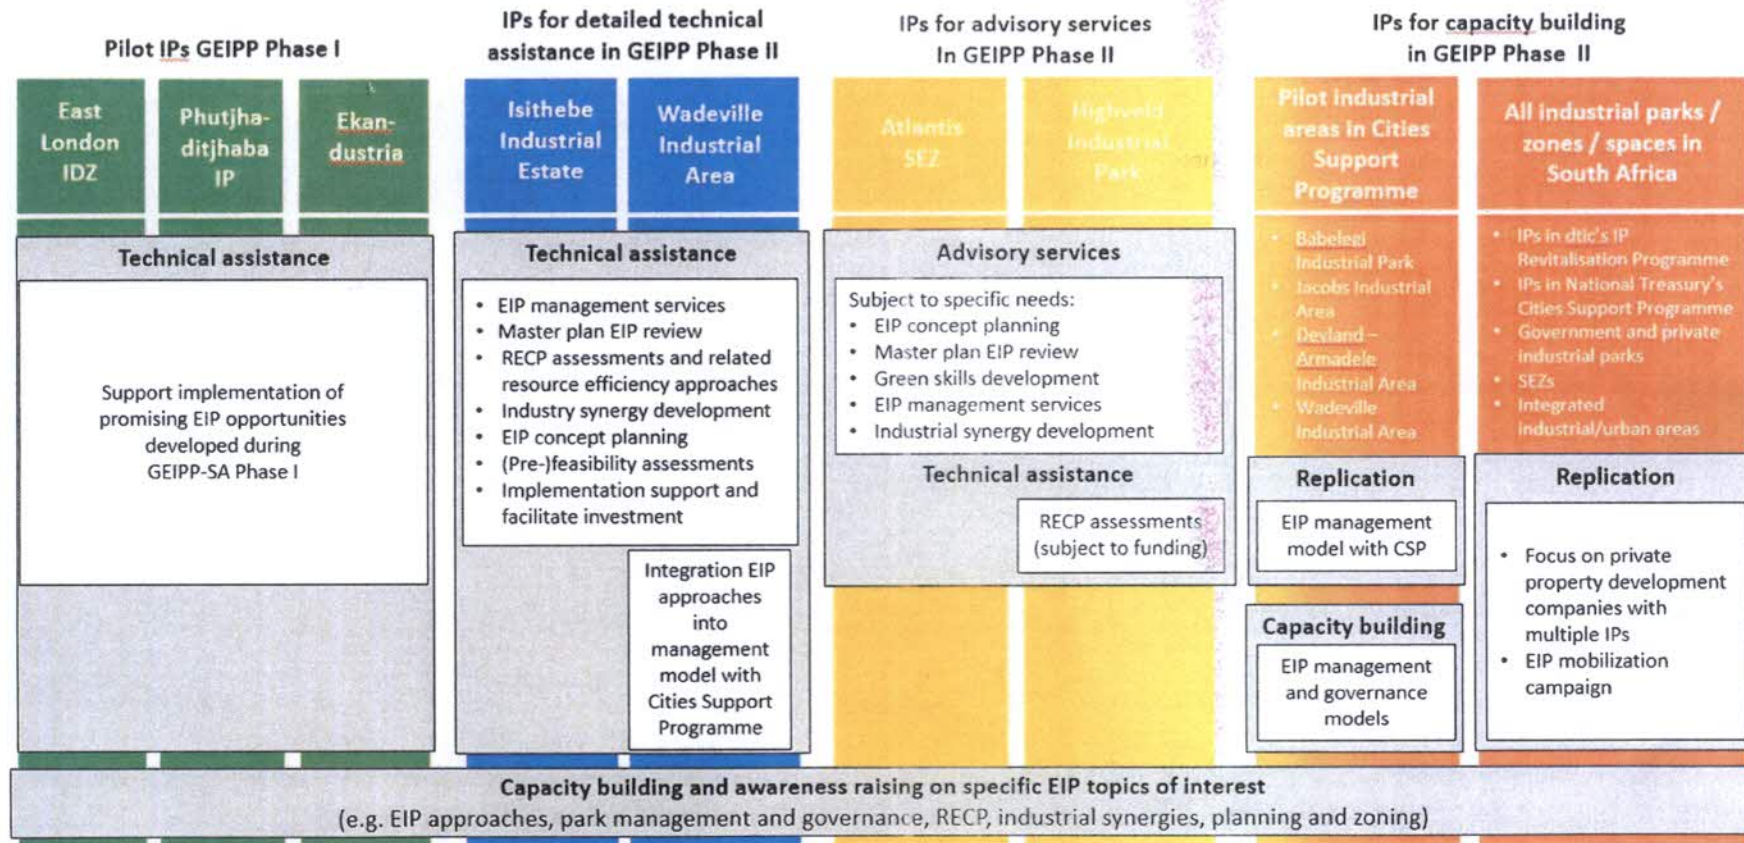 Pilot IPs GEIPP Phase I
East
London
IDZ
Phutjha-
ditjhaba
IP
Ekan-
dustria
Technical assistance
Support implementation of
promising EIP opportunities
developed during
GEIPP-SA Phase I
IPs for detailed technical
assistance in GEIPP Phase II
Isithebe
Industrial
Estate
Wadeville
Industrial
Area
Technical assistance
• EIP management services
• Master plan EIP review
• RECP assessments and related
resource efficiency approaches
• Industry synergy development
• EIP concept planning
• (Pre-)feasibility assessments
• Implementation support and
facilitate investment
Integration EIP
approaches
into
management
model with
Cities Support
Programme
IPs for advisory services
In GEIPP Phase II
Atlantis
SEZ
Highveld
Industrial
Park
Advisory services
Subject to specific needs:
• EIP concept planning
• Master plan EIP review
• Green skills development
• EIP management services
• Industrial synergy development
Technical assistance
RECP assessments
(subject to funding)
IPs for capacity building
in GEIPP Phase II
Pilot industrial
areas in Cities
Support
Programme
• Babelegi
Industrial Park
• Jacobs Industrial
Area
• Devland –
Armadele
Industrial Area
• Wadeville
Industrial Area
Replication
EIP management
model with CSP
Capacity building
EIP management
and governance
models
All industrial parks /
zones / spaces in
South Africa
• IPs in dtic's IP
Revitalisation Programme
• IPs in National Treasury's
Cities Support Programme
• Government and private
industrial parks
• SEZs
• Integrated
industrial/urban areas
Replication
• Focus on private
property development
companies with
multiple IPs
• EIP mobilization
campaign
Capacity building and awareness raising on specific EIP topics of interest
(e.g. EIP approaches, park management and governance, RECP, industrial synergies, planning and zoning)